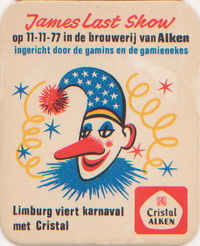 James Last Show
op 11-11-77 in de brouwerij van Alken
ingericht door de gamins en de gamienekes
Limburg viert karnaval
met Cristal
Cristal
ALKEN